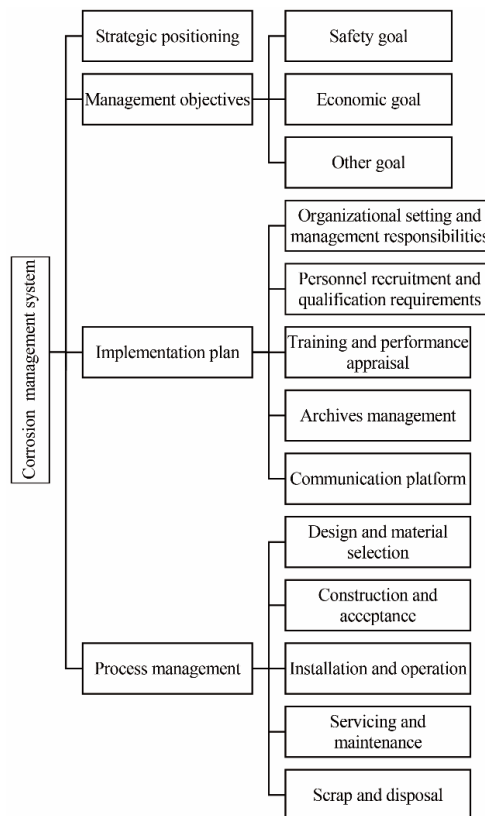 Corrosion management system
Strategic positioning
Management objectives
Safety goal
Economic goal
Other goal
Implementation plan
Organizational setting and
management responsibilities
Personnel recruitment and
qualification requirements
Training and performance
appraisal
Archives management
Communication platform
Process management
Design and material
selection
Construction and
acceptance
Installation and operation
Servicing and
maintenance
Scrap and disposal